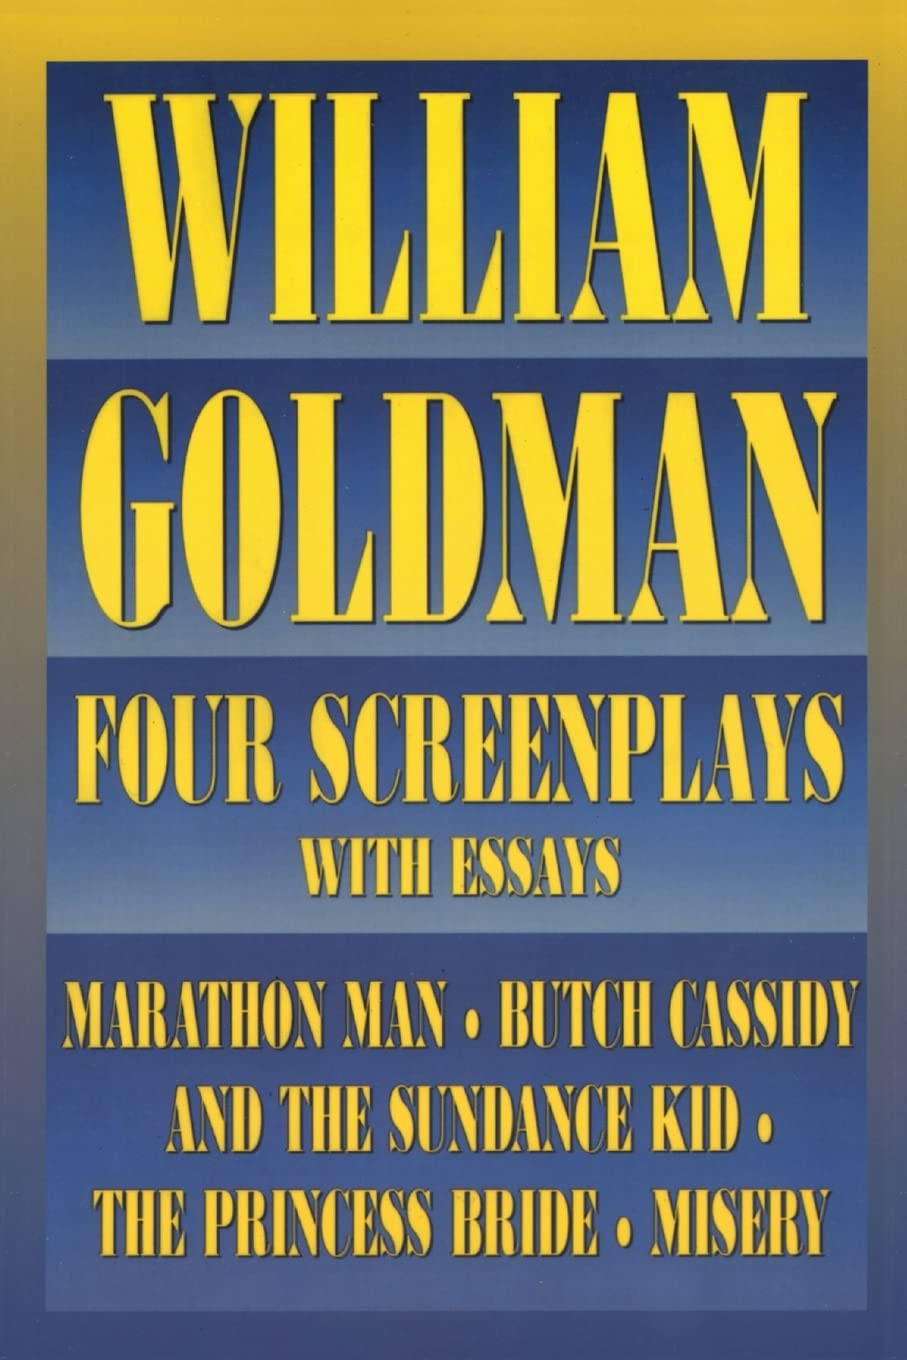 WILLIAM
GOLDMAN
FOUR SCREENPLAYS
WITH ESSAYS
MARATHON MAN • BUTCH CASSIDY
AND THE SUNDANCE KID •
THE PRINCESS BRIDE • MISERY